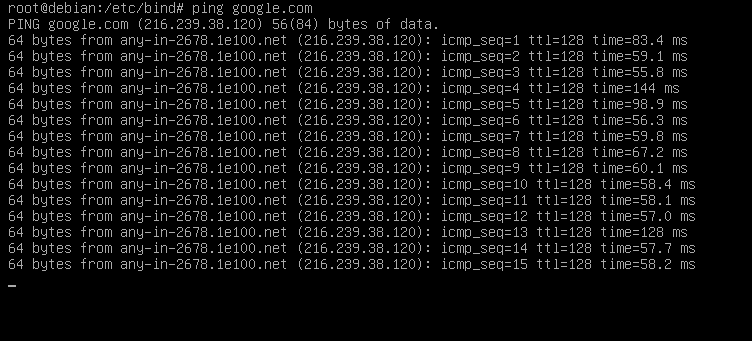 root@debian:/etc/bind# ping google.com
PING google.com (216.239.38.120) 56(84) bytes of data.
64 bytes from any-in-2678.1e100.net (216.239.38.120): icmp_seq=1 ttl=128 time=83.4 ms
64 bytes from any-in-2678.1e100.net (216.239.38.120): icmp_seq=2 ttl=128 time=59.1 ms
64 bytes from any-in-2678.1e100.net (216.239.38.120): icmp_seq=3 ttl=128 time=55.8 ms
64 bytes from any-in-2678.1e100.net (216.239.38.120): icmp_seq=4 ttl=128 time=144 ms
64 bytes from any-in-2678.1e100.net (216.239.38.120): icmp_seq=5 ttl=128 time=98.9 ms
64 bytes from any-in-2678.1e100.net (216.239.38.120): icmp_seq=6 ttl=128 time=56.3 ms
64 bytes from any-in-2678.1e100.net (216.239.38.120): icmp_seq=7 ttl=128 time=59.8 ms
64 bytes from any-in-2678.1e100.net (216.239.38.120): icmp_seq=8 ttl=128 time=67.2 ms
64 bytes from any-in-2678.1e100.net (216.239.38.120): icmp_seq=9 ttl=128 time=60.1 ms
64 bytes from any-in-2678.1e100.net (216.239.38.120): icmp_seq=10 ttl=128 time=58.4 ms
64 bytes from any-in-2678.1e100.net (216.239.38.120): icmp_seq=11 ttl=128 time=58.1 ms
64 bytes from any-in-2678.1e100.net (216.239.38.120): icmp_seq=12 ttl=128 time=57.0 ms
64 bytes from any-in-2678.1e100.net (216.239.38.120): icmp_seq=13 ttl=128 time=128 ms
64 bytes from any-in-2678.1e100.net (216.239.38.120): icmp_seq=14 ttl=128 time=57.7 ms
64 bytes from any-in-2678.1e100.net (216.239.38.120): icmp_seq=15 ttl=128 time=58.2 ms